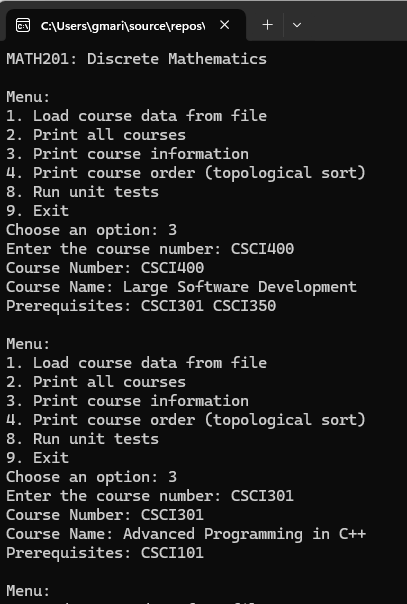 C:\Users\gmari\source\repos\
MATH201: Discrete Mathematics
Menu:
1. Load course data from file
2. Print all courses
3. Print course information
4. Print course order (topological sort)
8. Run unit tests
9. Exit
Choose an option: 3
Enter the course number: CSCI400
Course Number: CSCI400
Course Name: Large Software Development
Prerequisites: CSCI301 CSCI350
Menu:
1. Load course data from file
2. Print all courses
3. Print course information
4. Print course order (topological sort)
8. Run unit tests
9. Exit
Choose an option: 3
Enter the course number: CSCI301
Course Number: CSCI301
Course Name: Advanced Programming in C++
Prerequisites: CSCI101
Menu: